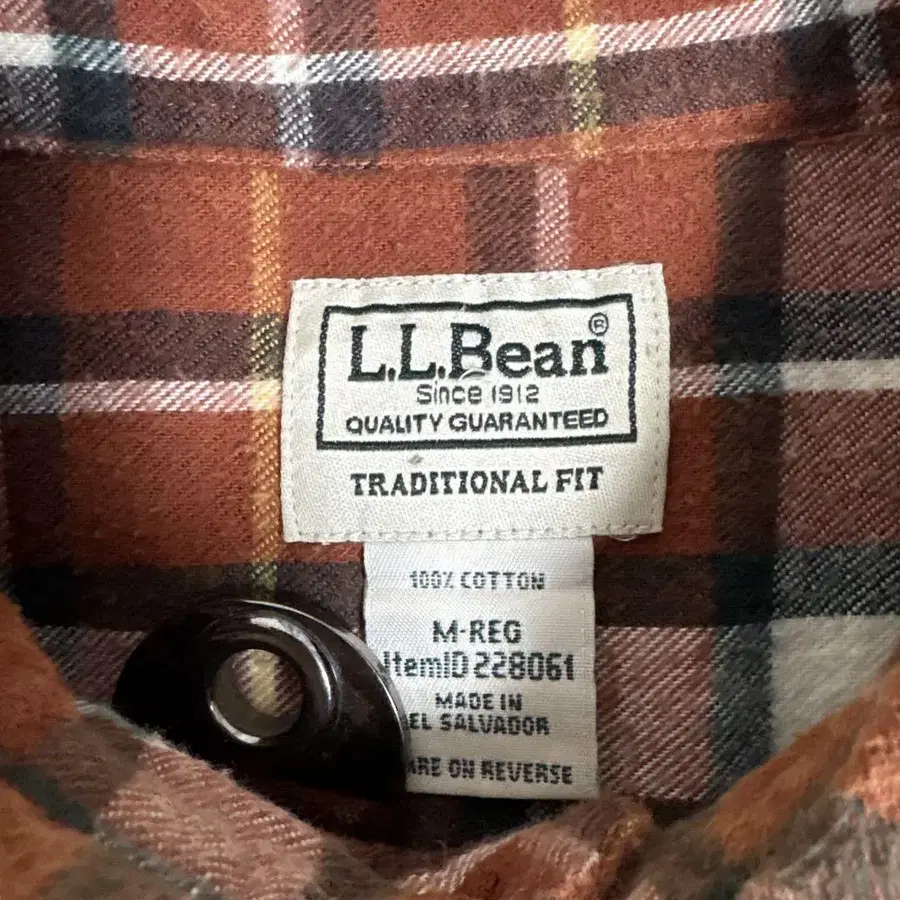 L.L.Bean®
Since 1912
QUALITY GUARANTEED
TRADITIONAL FIT
100% COTTON
M-REG
ItemID 228061
MADE IN
EL SALVADOR
ARE ON REVERSE